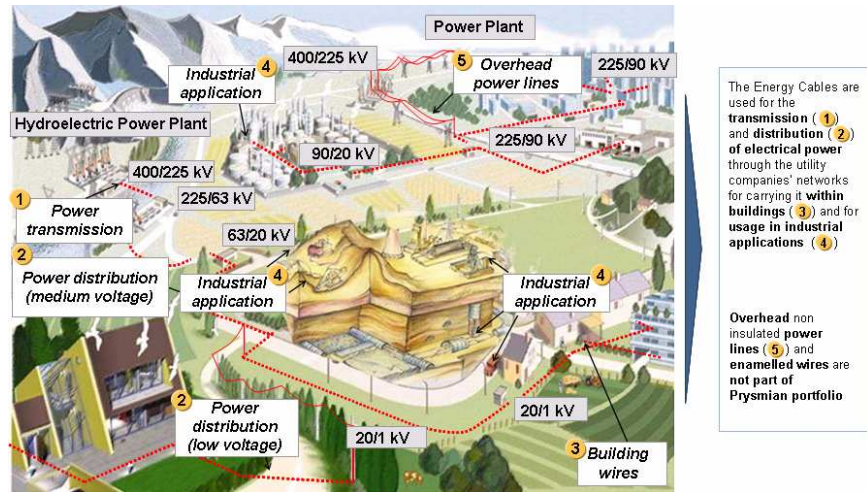 Power Plant
400/225 kV
4
Industrial
application
5
Overhead
power lines
225/90 kV
Hydroelectric Power Plant
90/20 kV
225/90 kV
400/225 kV
1
Power
transmission
225/63 kV
63/20 kV
2
Power distribution
(medium voltage)
4
Industrial
application
4
Industrial
application
2
Power
distribution
(low voltage)
20/1 kV
20/1 kV
3
Building
wires
The Energy Cables are
used for the
transmission (1)
and distribution (2)
of electrical power
through the utility
companies' networks
for carrying it within
buildings (3) and for
usage in industrial
applications (4)
Overhead non
insulated power
lines (5) and
enamelled wires are
not part of
Prysmian portfolio